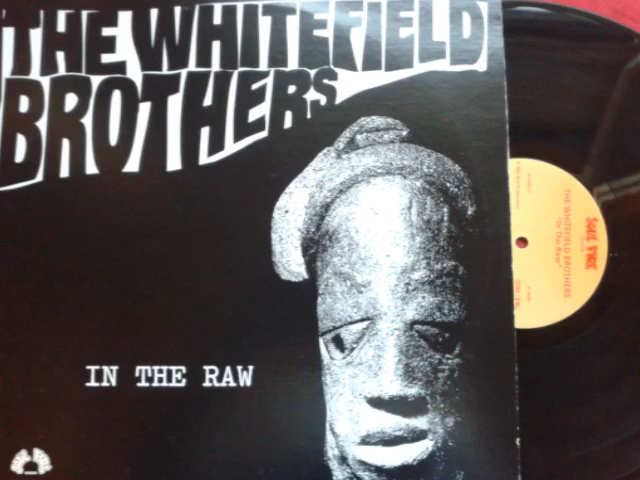 THE WHITEFIELD
BROTHERS
IN THE RAW
SOUL FIRE
THE WHITEFIELD BROTHERS
"In The Raw"